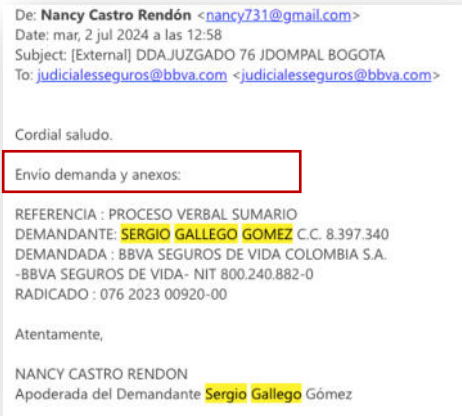 De: Nancy Castro Rendón <nancy731@gmail.com>
Date: mar, 2 jul 2024 a las 12:58
Subject: [External] DDA.JUZGADO 76 JDOMPAL BOGOTA
To: judicialesseguros@bbva.com <judicialesseguros@bbva.com>
Cordial saludo.
Envio demanda y anexos:
REFERENCIA : PROCESO VERBAL SUMARIO
DEMANDANTE: SERGIO GALLEGO GOMEZ C.C. 8.397.340
DEMANDADA : BBVA SEGUROS DE VIDA COLOMBIA S.A.
-BBVA SEGUROS DE VIDA- NIT 800.240.882-0
RADICADO : 076 2023 00920-00
Atentamente,
NANCY CASTRO RENDON
Apoderada del Demandante Sergio Gallego Gómez